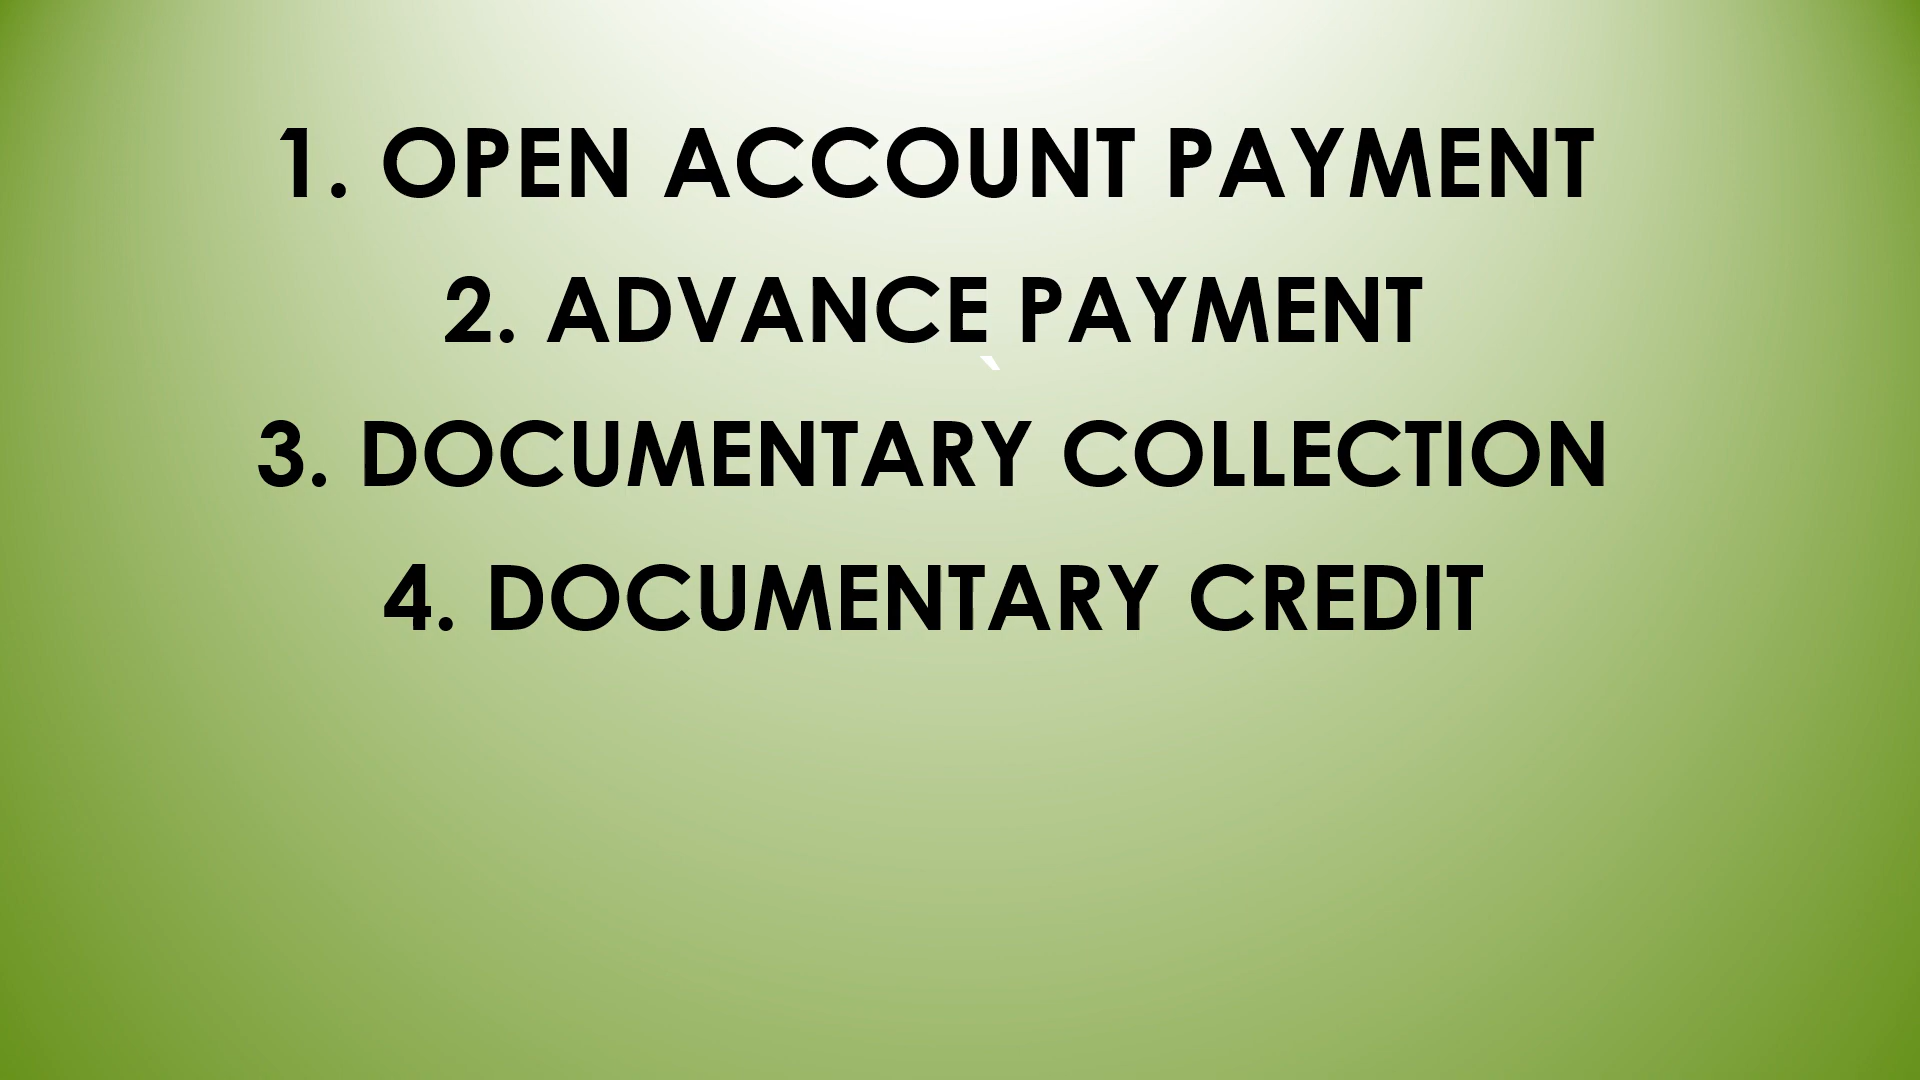 1. OPEN ACCOUNT PAYMENT
2. ADVANCE PAYMENT
`
3. DOCUMENTARY COLLECTION
4. DOCUMENTARY CREDIT